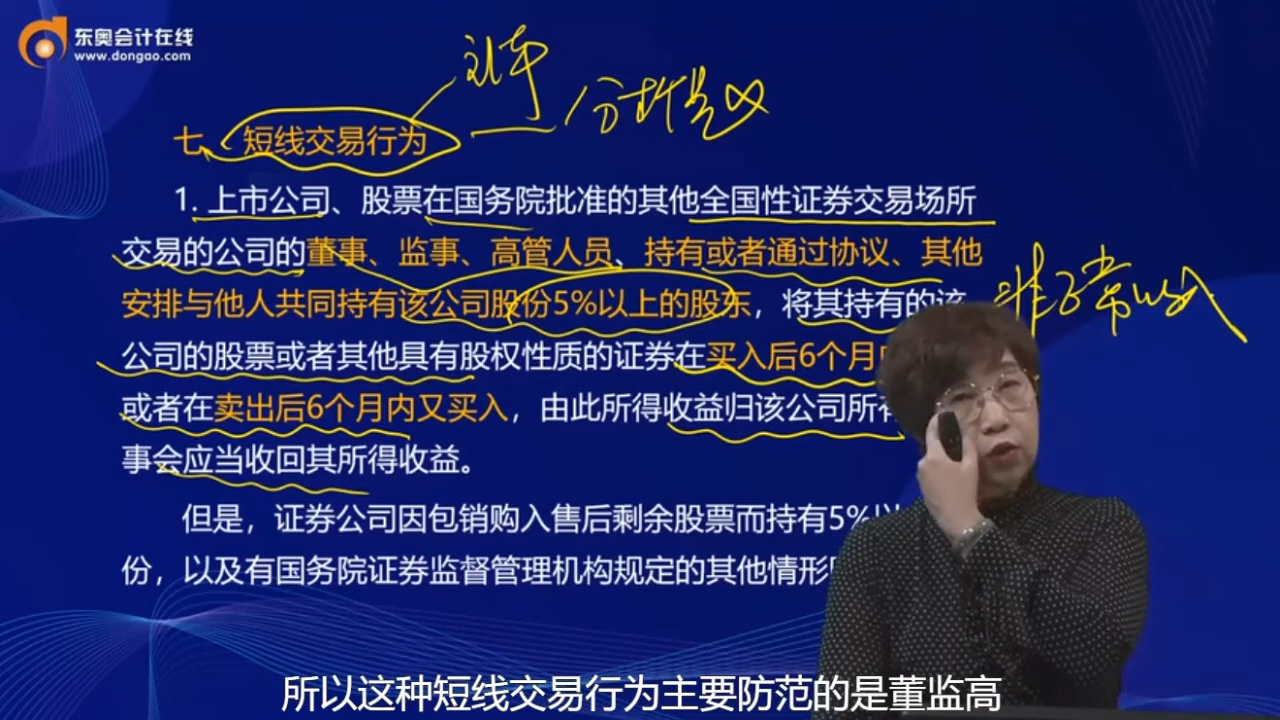 东奥会计在线
www.dongao.com
七、短线交易行为
分析题
1. 上市公司、股票在国务院批准的其他全国性证券交易场所
交易的公司的董事、监事、高管人员、持有或者通过协议、其他
安排与他人共同持有该公司股份5%以上的股东，将其持有的该
公司的股票或者其他具有股权性质的证券在买入后6个月
或者在卖出后6个月内又买入，由此所得收益归该公司所有
事会应当收回其所得收益。
但是，证券公司因包销购入售后剩余股票而持有5%以
份，以及有国务院证券监督管理机构规定的其他情形
所以这种短线交易行为主要防范的是董监高